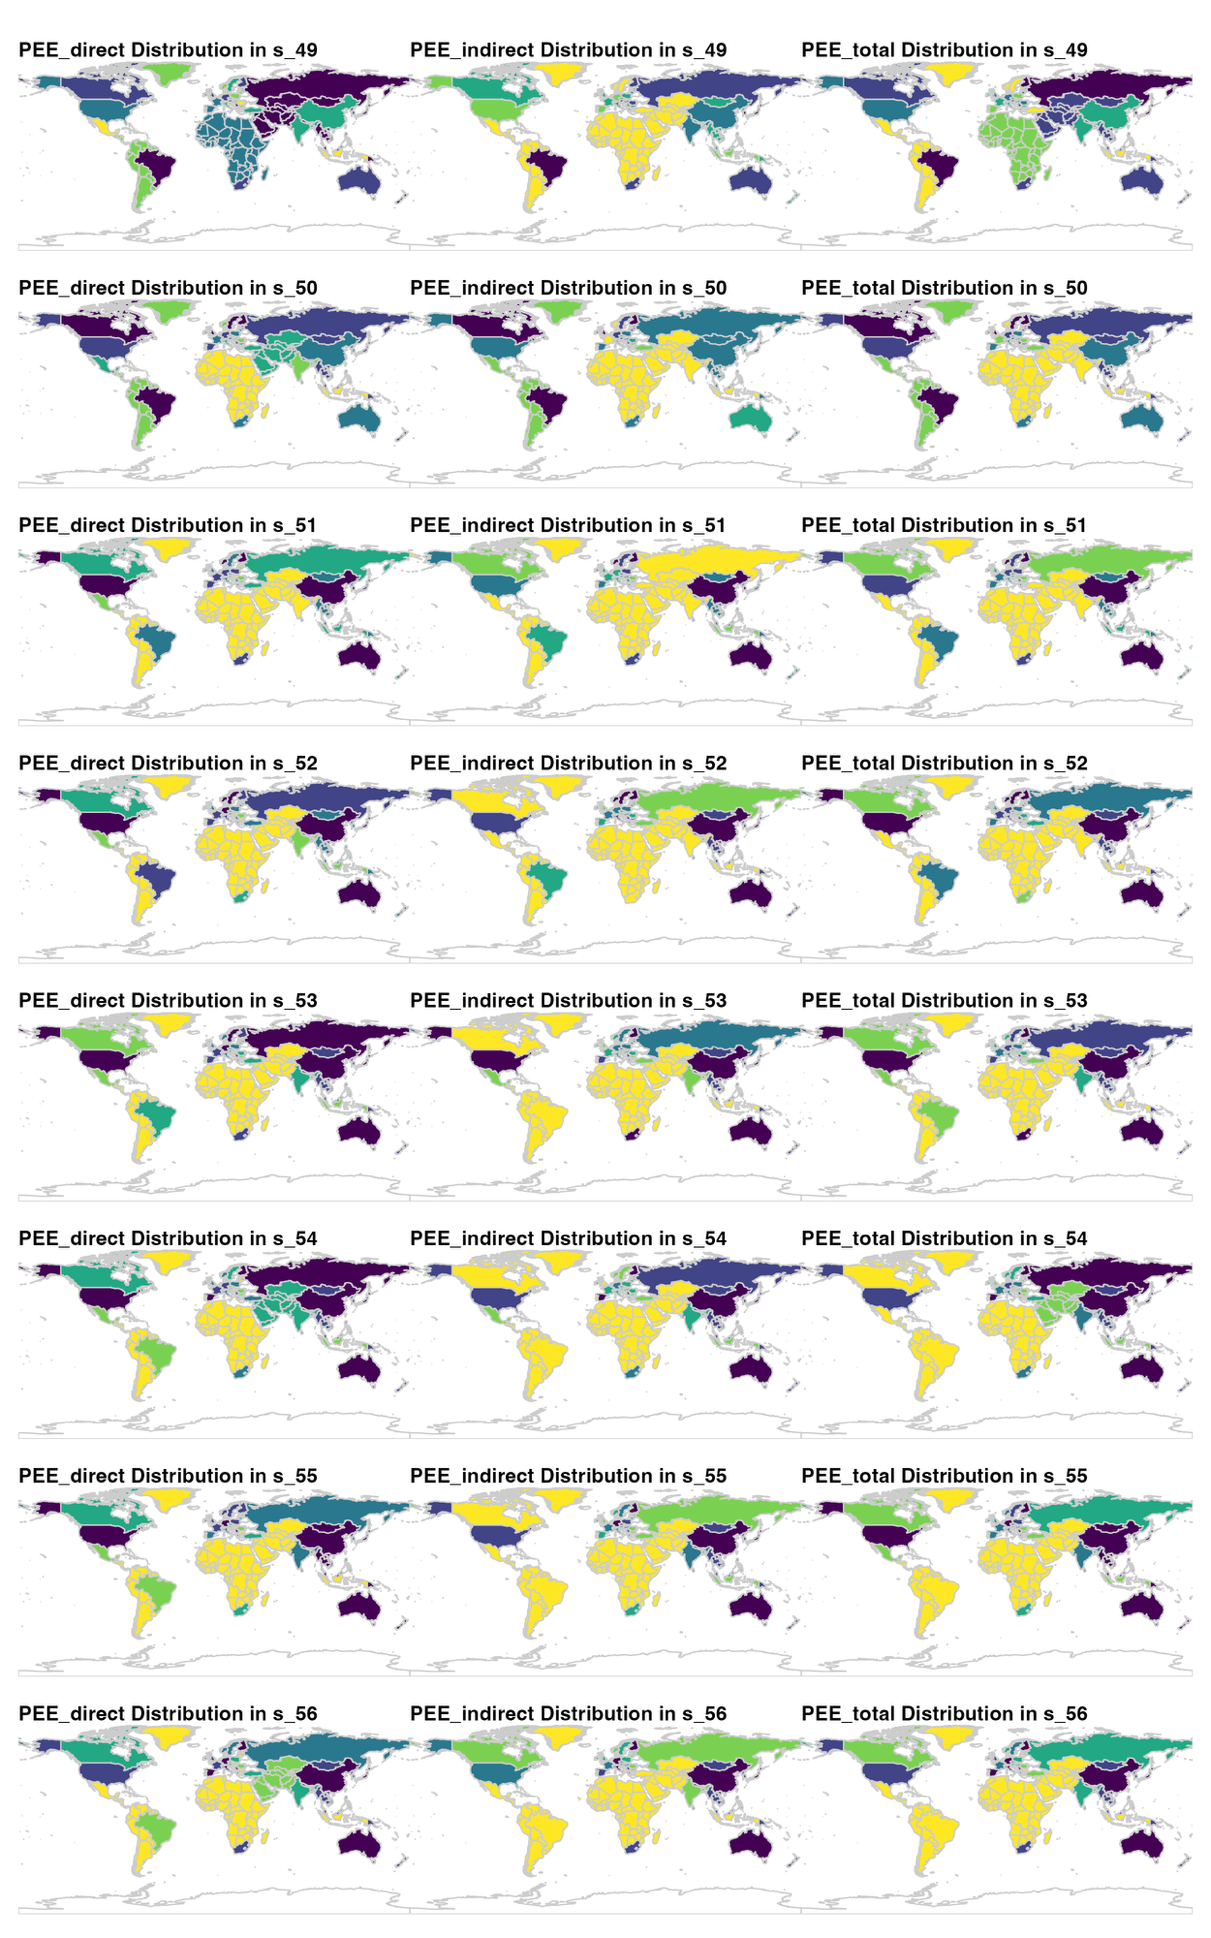 PEE_direct Distribution in s_49 PEE_indirect Distribution in s_49 PEE_total Distribution in s_49
PEE_direct Distribution in s_50 PEE_indirect Distribution in s_50 PEE_total Distribution in s_50
PEE_direct Distribution in s_51 PEE_indirect Distribution in s_51 PEE_total Distribution in s_51
PEE_direct Distribution in s_52 PEE_indirect Distribution in s_52 PEE_total Distribution in s_52
PEE_direct Distribution in s_53 PEE_indirect Distribution in s_53 PEE_total Distribution in s_53
PEE_direct Distribution in s_54 PEE_indirect Distribution in s_54 PEE_total Distribution in s_54
PEE_direct Distribution in s_55 PEE_indirect Distribution in s_55 PEE_total Distribution in s_55
PEE_direct Distribution in s_56 PEE_indirect Distribution in s_56 PEE_total Distribution in s_56